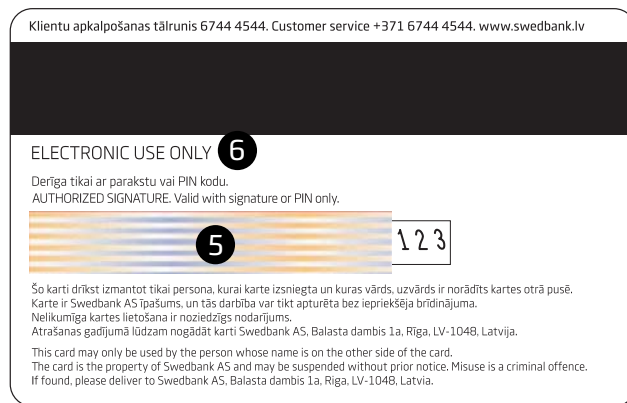 Klientu apkalpošanas tālrunis 6744 4544. Customer service +371 6744 4544. www.swedbank.lv
ELECTRONIC USE ONLY 6
Derīga tikai ar parakstu vai PIN kodu.
AUTHORIZED SIGNATURE. Valid with signature or PIN only.
5
123
Šo karti drīkst izmantot tikai persona, kurai karte izsniegta un kuras vārds, uzvārds ir norādīts kartes otrā pusē.
Karte ir Swedbank AS īpašums, un tās darbība var tikt apturēta bez iepriekšēja brīdinājuma.
Nelikumīga kartes lietošana ir noziedzīgs nodarījums.
Atrašanas gadījumā lūdzam nogādāt karti Swedbank AS, Balasta dambis 1a, Rīga, LV-1048, Latvija.
This card may only be used by the person whose name is on the other side of the card.
The card is the property of Swedbank AS and may be suspended without prior notice. Misuse is a criminal offence.
If found, please deliver to Swedbank AS, Balasta dambis 1a, Riga, LV-1048, Latvia.